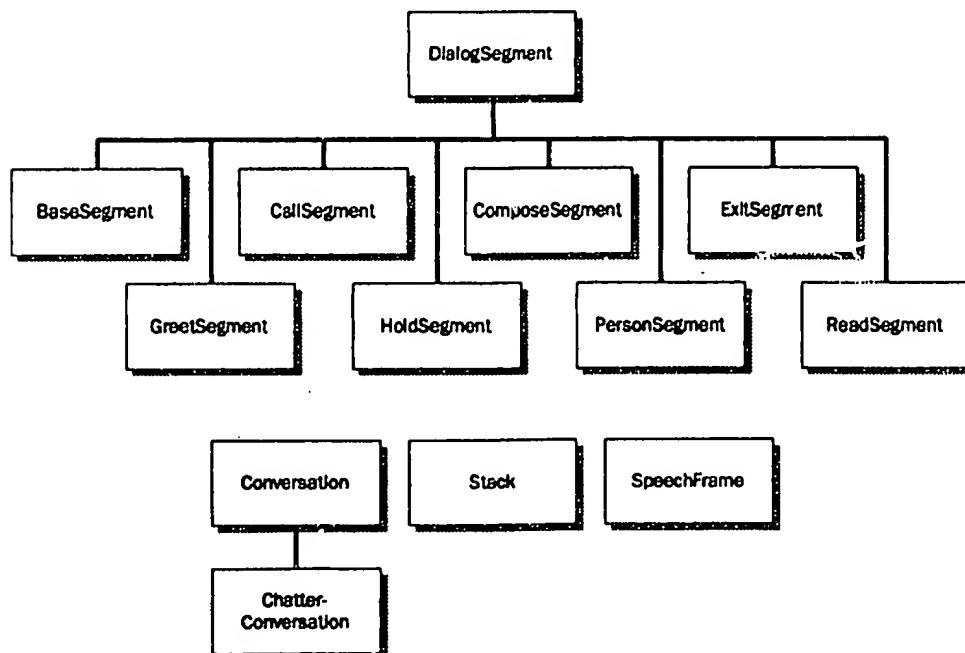 DialogSegment
BaseSegment
CallSegment
ComposeSegment
ExitSegment
GreetSegment
HoldSegment
PersonSegment
ReadSegment
Conversation
Stack
SpeechFrame
Chatter-
Conversation